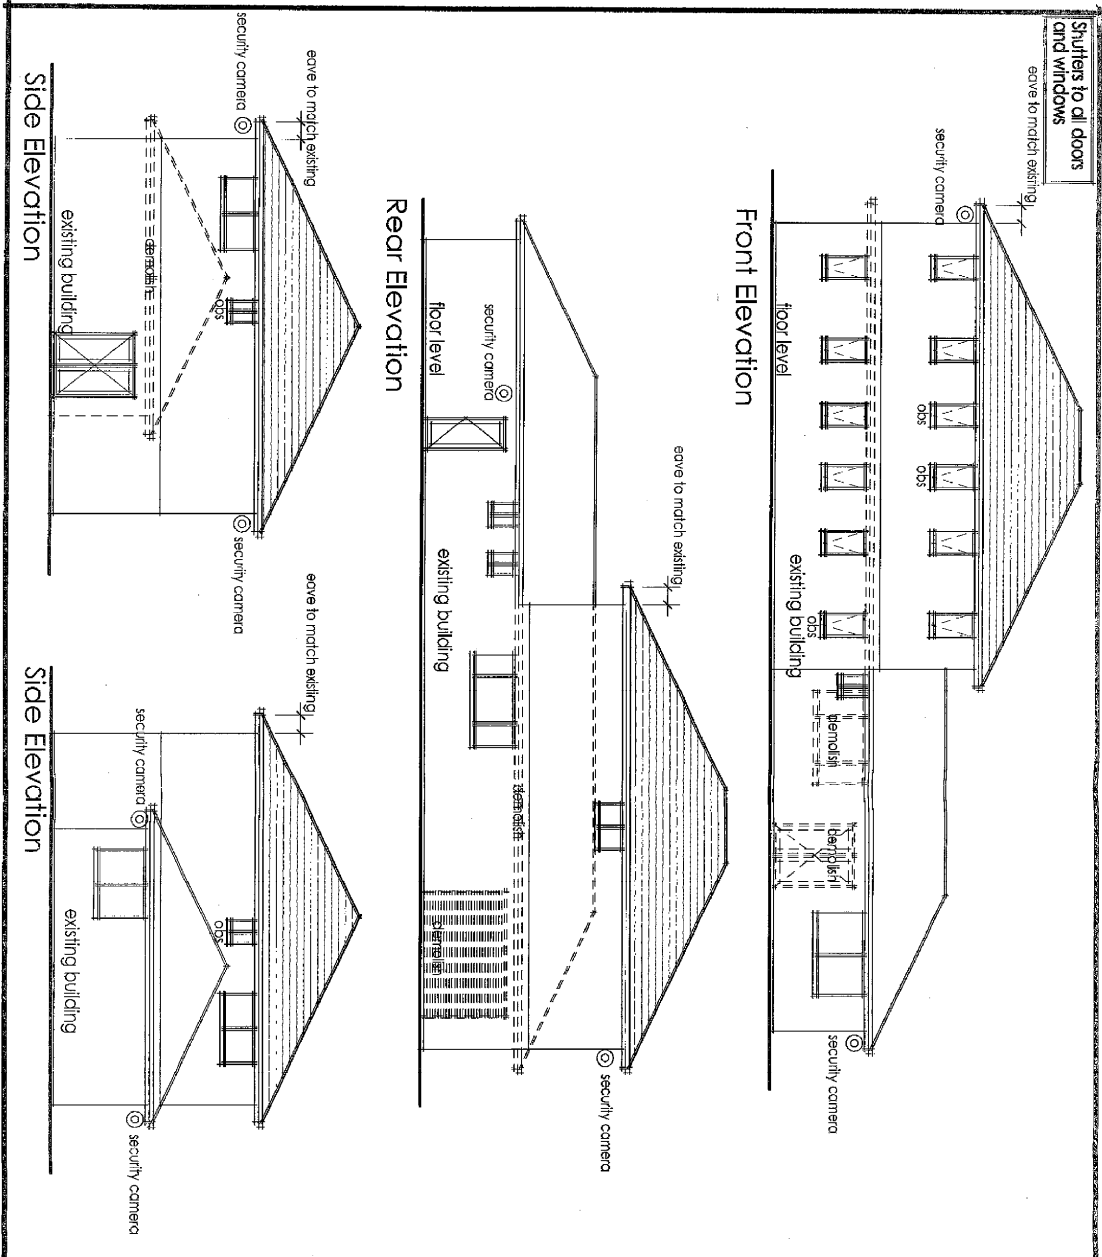 Shutters to all doors
and windows
eave to match existing
security camera
obs
obs
floor level
existing building
obs
demolish
demolish
security camera
Front Elevation
eave to match existing
security camera
floor level
existing building
demolish
demolish
security camera
Rear Elevation
eave to match existing
security camera
demolish
obs
existing building
security camera
Side Elevation
eave to match existing
security camera
obs
existing building
security camera
Side Elevation